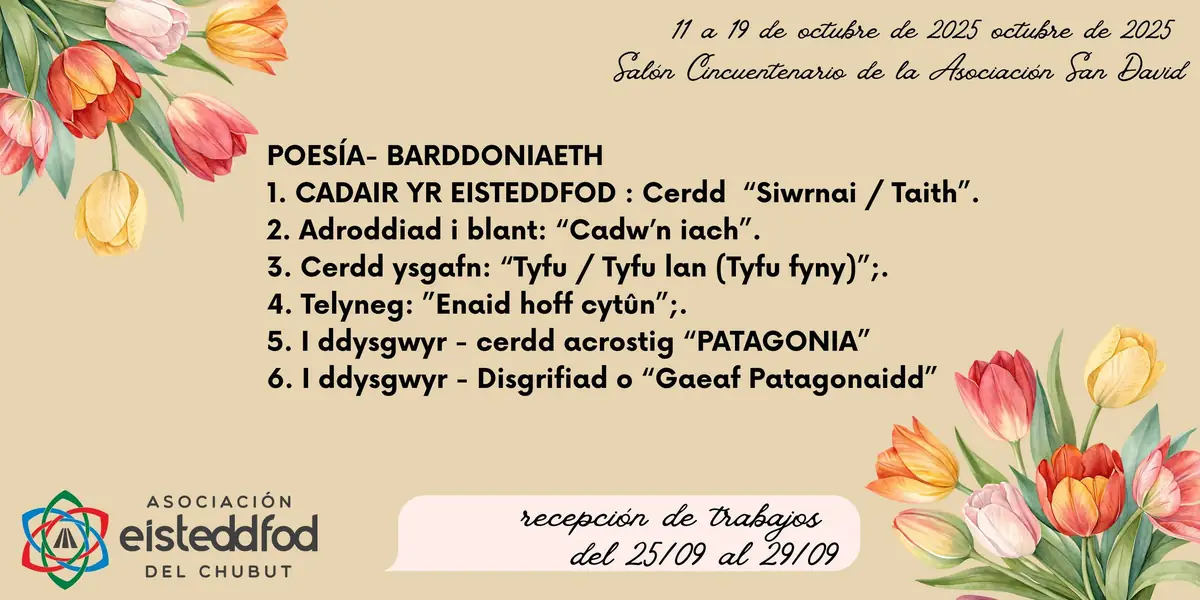 11 a 19 de octubre de 2025 octubre de 2025
Salón Cincuentenario de la Asociación San David
POESÍA- BARDDONIAETH
1. CADAIR YR EISTEDDFOD : Cerdd “Siwrnai / Taith”.
2. Adroddiad i blant: “Cadw’n iach”.
3. Cerdd ysgafn: “Tyfu / Tyfu lan (Tyfu fyny)”;.
4. Telyneg: ”Enaid hoff cytûn”;.
5. I ddysgwyr - cerdd acrostig “PATAGONIA”
6. I ddysgwyr - Disgrifiad o “Gaeaf Patagonaidd”
ASOCIACIÓN
eisteddfod
DEL CHUBUT
recepción de trabajos
del 25/09 al 29/09